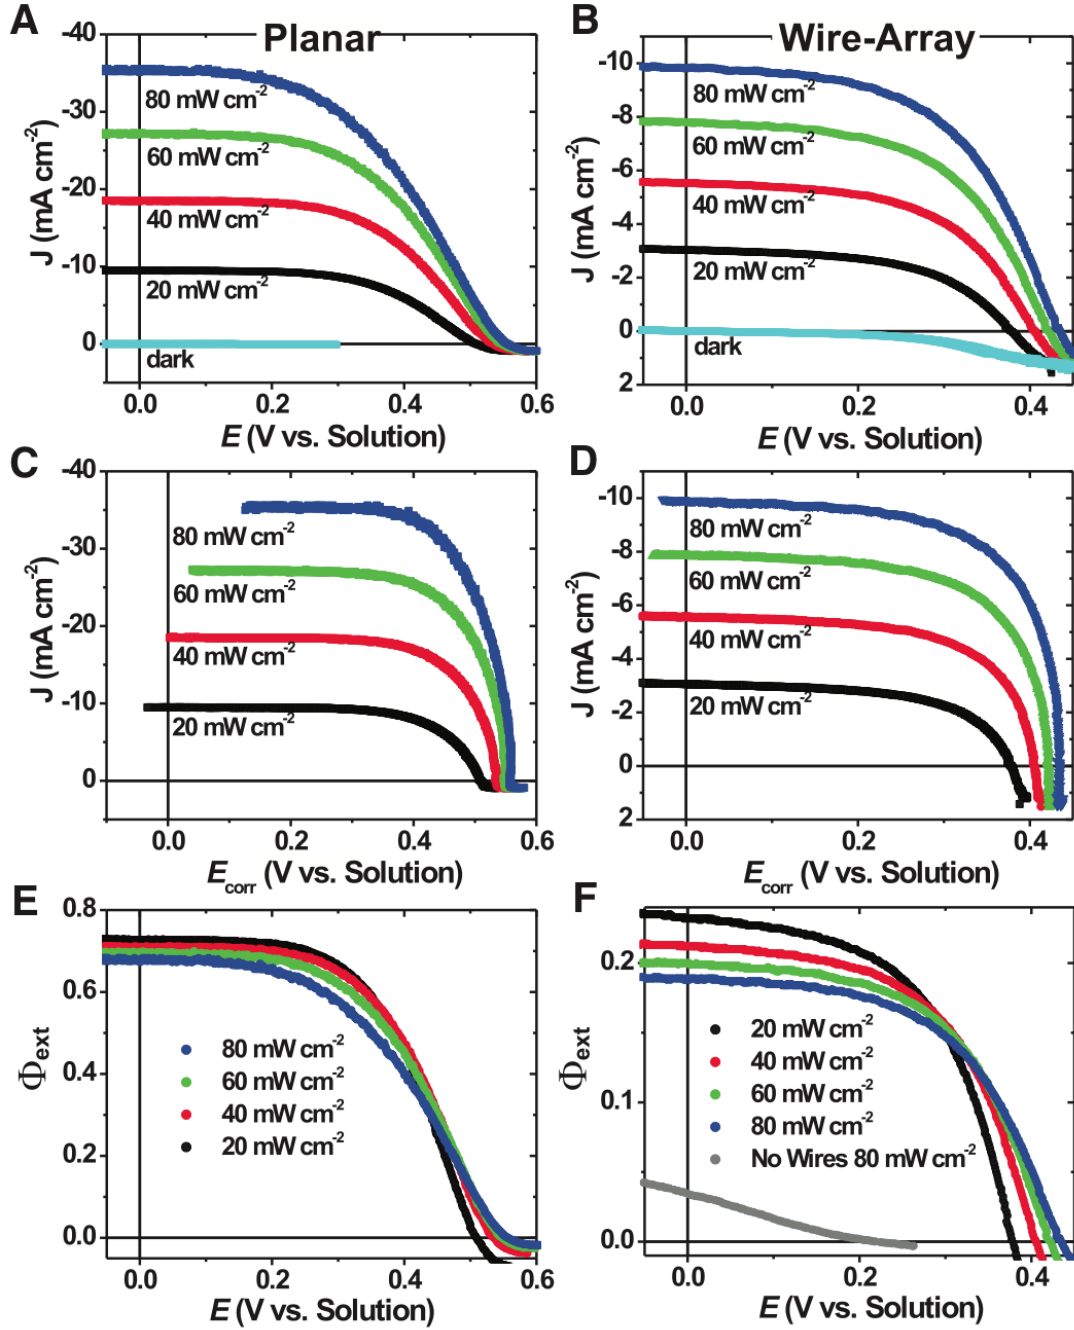 A
Planar
-40
-30
-20
-10
0
J (mA cm-2)
80 mW cm-2
60 mW cm-2
40 mW cm-2
20 mW cm-2
dark
0.0 0.2 0.4 0.6
E (V vs. Solution)
B
Wire-Array
-10
-8
-6
-4
-2
0
2
J (mA cm-2)
80 mW cm-2
60 mW cm-2
40 mW cm-2
20 mW cm-2
dark
0.0 0.2 0.4
E (V vs. Solution)
C
-40
-30
-20
-10
0
J (mA cm-2)
80 mW cm-2
60 mW cm-2
40 mW cm-2
20 mW cm-2
0.0 0.2 0.4 0.6
Ecorr (V vs. Solution)
D
-10
-8
-6
-4
-2
0
2
J (mA cm-2)
80 mW cm-2
60 mW cm-2
40 mW cm-2
20 mW cm-2
0.0 0.2 0.4
Ecorr (V vs. Solution)
E
0.8
0.6
0.4
0.2
0.0
Φext
80 mW cm-2
60 mW cm-2
40 mW cm-2
20 mW cm-2
0.0 0.2 0.4 0.6
E (V vs. Solution)
F
0.2
0.1
0.0
Φext
20 mW cm-2
40 mW cm-2
60 mW cm-2
80 mW cm-2
No Wires 80 mW cm-2
0.0 0.2 0.4
E (V vs. Solution)